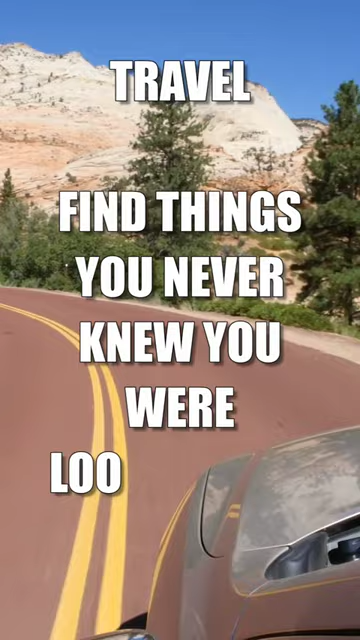 TRAVEL
FIND THINGS
YOU NEVER
KNEW YOU
WERE
LOO